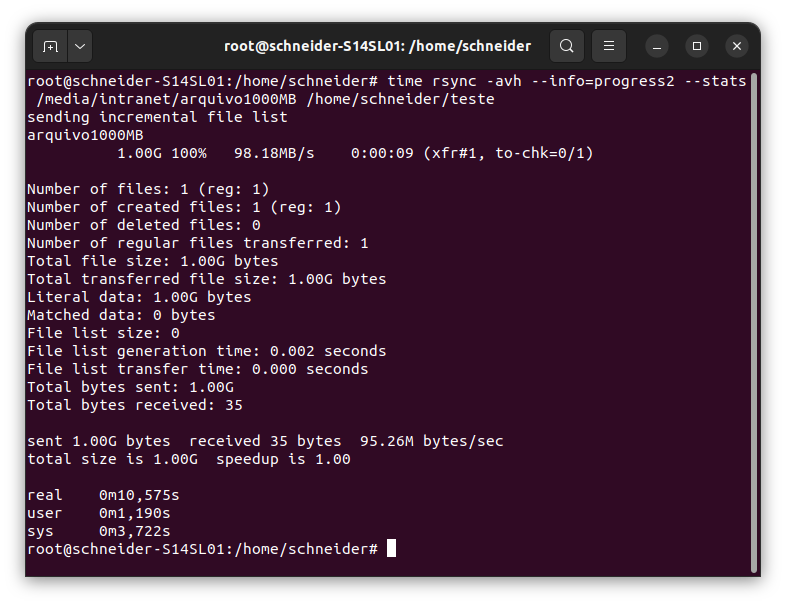 root@schneider-S14SL01: /home/schneider
root@schneider-S14SL01:/home/schneider# time rsync -avh --info=progress2 --stats
/media/intranet/arquivo1000MB /home/schneider/teste
sending incremental file list
arquivo1000MB
1.00G 100% 98.18MB/s 0:00:09 (xfr#1, to-chk=0/1)
Number of files: 1 (reg: 1)
Number of created files: 1 (reg: 1)
Number of deleted files: 0
Number of regular files transferred: 1
Total file size: 1.00G bytes
Total transferred file size: 1.00G bytes
Literal data: 1.00G bytes
Matched data: 0 bytes
File list size: 0
File list generation time: 0.002 seconds
File list transfer time: 0.000 seconds
Total bytes sent: 1.00G
Total bytes received: 35
sent 1.00G bytes received 35 bytes 95.26M bytes/sec
total size is 1.00G speedup is 1.00
real 0m10,575s
user 0m1,190s
sys 0m3,722s
root@schneider-S14SL01:/home/schneider#